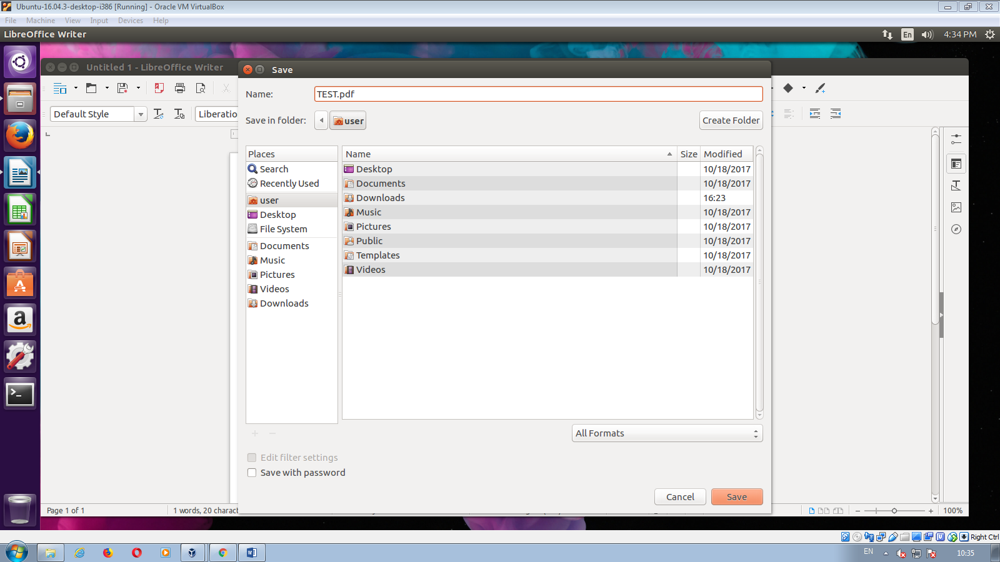 Ubuntu-16.04.3-desktop-i386 [Running] - Oracle VM VirtualBox
File Machine View Input Devices Help
LibreOffice Writer
En 4:34 PM
Untitled 1 - LibreOffice Writer
Save
Name: TEST.pdf
Default Style
Liberatio
Save in folder: user Create Folder
Places
Name Size Modified
Search
Recently Used
user
Desktop
File System
Documents
Music
Pictures
Videos
Downloads
Desktop 10/18/2017
Documents 10/18/2017
Downloads 16:23
Music 10/18/2017
Pictures 10/18/2017
Public 10/18/2017
Templates 10/18/2017
Videos 10/18/2017
All Formats
Edit filter settings
Save with password
Cancel Save
Page 1 of 1 1 words, 20 charact 100%
Right Ctrl
EN 10:35